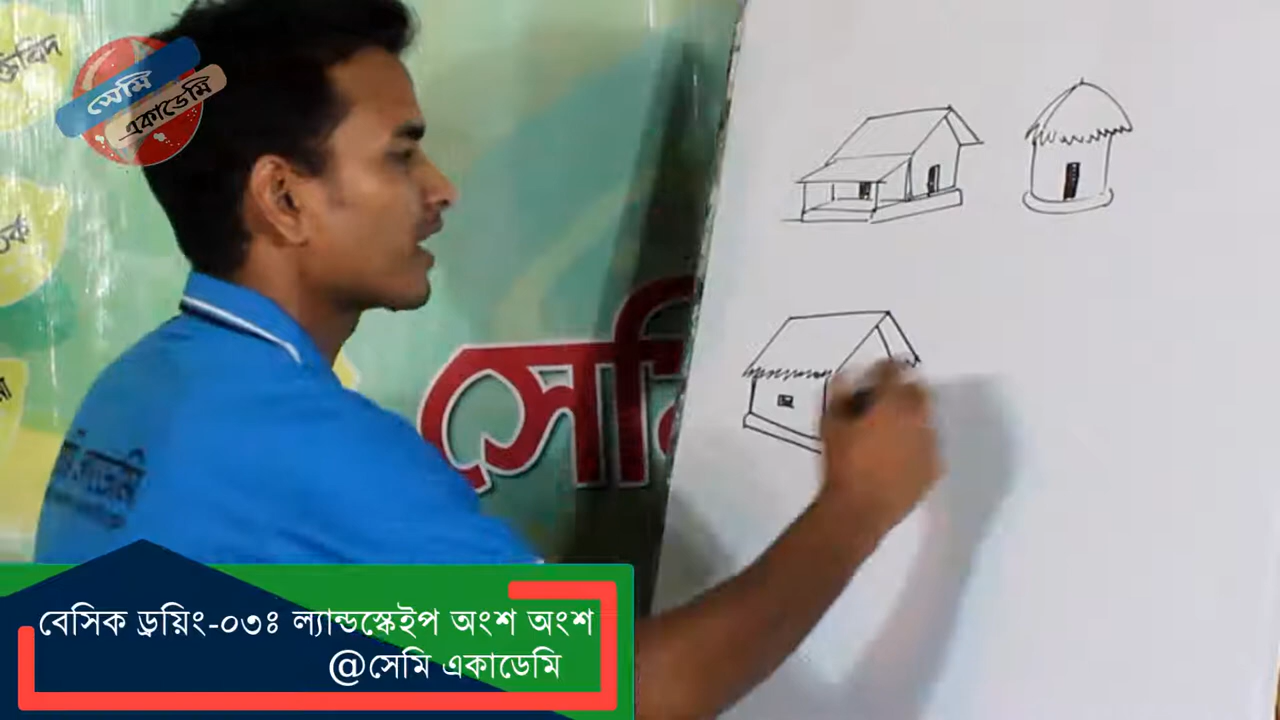 সেমি
একাডেমি
সেমি
বেসিক ড্রয়িং-০৩ঃ ল্যান্ডস্কেইপ অংশ অংশ
@সেমি একাডেমি